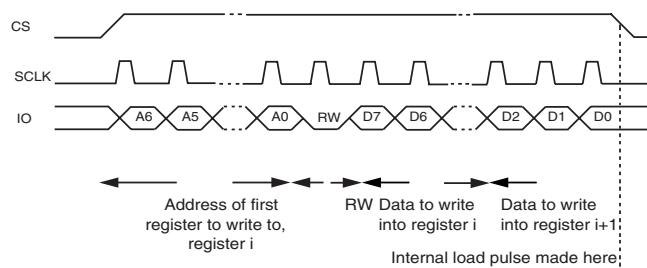 CS
SCLK
IO A6 A5 A0 RW D7 D6 D2 D1 D0
Address of first RW Data to write Data to write
register to write to, into register i into register i+1
register i
Internal load pulse made here